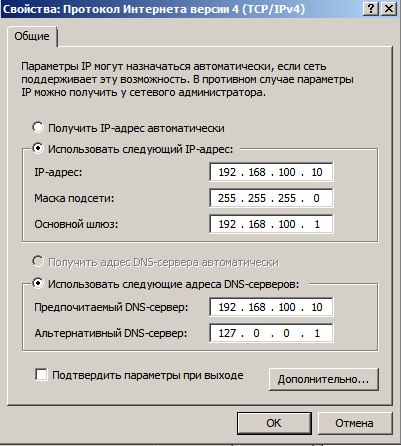 Свойства: Протокол Интернета версии 4 (TCP/IPv4)
Общие
Параметры IP могут назначаться автоматически, если сеть
поддерживает эту возможность. В противном случае параметры
IP можно получить у сетевого администратора.
Получить IP-адрес автоматически
Использовать следующий IP-адрес:
IP-адрес: 192 . 168 . 100 . 10
Маска подсети: 255 . 255 . 255 . 0
Основной шлюз: 192 . 168 . 100 . 1
Получить адрес DNS-сервера автоматически
Использовать следующие адреса DNS-серверов:
Предпочитаемый DNS-сервер: 192 . 168 . 100 . 10
Альтернативный DNS-сервер: 127 . 0 . 0 . 1
Подтвердить параметры при выходе
Дополнительно...
ОК Отмена